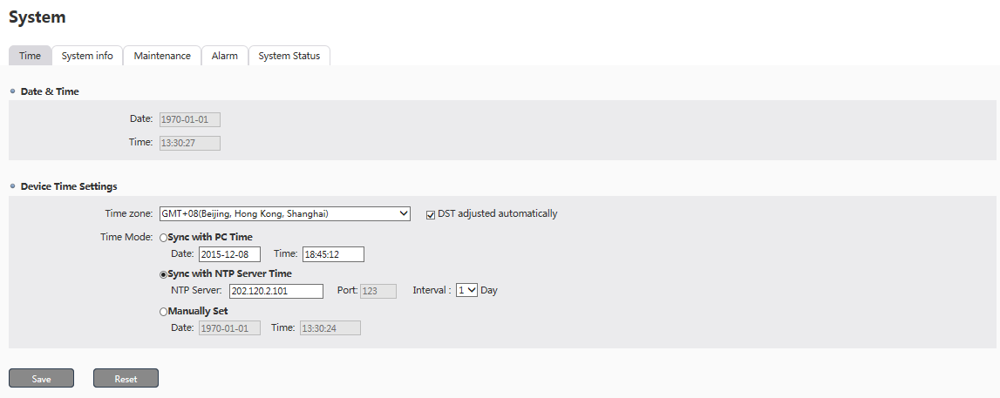 System
Time System info Maintenance Alarm System Status
Date & Time
Date: 1970-01-01
Time: 13:30:27
Device Time Settings
Time zone: GMT+08(Beijing, Hong Kong, Shanghai) DST adjusted automatically
Time Mode: Sync with PC Time
Date: 2015-12-08 Time: 18:45:12
Sync with NTP Server Time
NTP Server: 202.120.2.101 Port: 123 Interval : 1 Day
Manually Set
Date: 1970-01-01 Time: 13:30:24
Save Reset